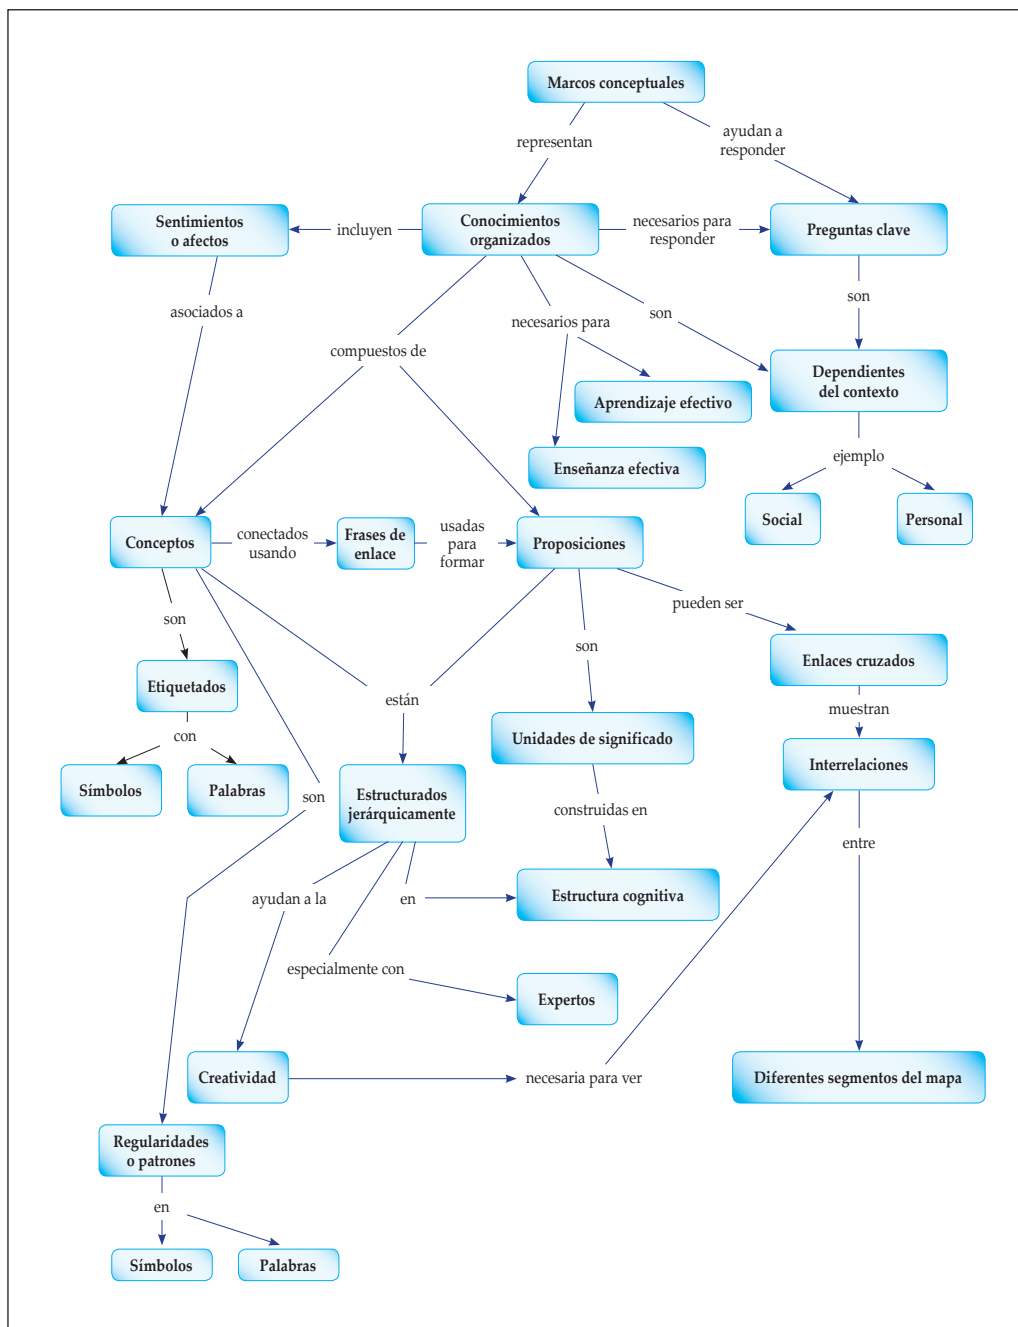 Marcos conceptuales
representan
ayudan a
responder
Sentimientos
o afectos
incluyen
Conocimientos
organizados
necesarios para
responder
Preguntas clave
asociados a
compuestos de
necesarios para
son
son
Aprendizaje efectivo
Dependientes
del contexto
Enseñanza efectiva
ejemplo
Social
Personal
Conceptos
conectados
usando
Frases de
enlace
usadas
para
formar
Proposiciones
son
están
son
pueden ser
Enlaces cruzados
Etiquetados
con
Símbolos
Palabras
son
Estructurados
jerárquicamente
Unidades de significado
muestran
Interrelaciones
construidas en
entre
ayudan a la
en
Estructura cognitiva
especialmente con
Expertos
Creatividad
necesaria para ver
Diferentes segmentos del mapa
Regularidades
o patrones
en
Símbolos
Palabras